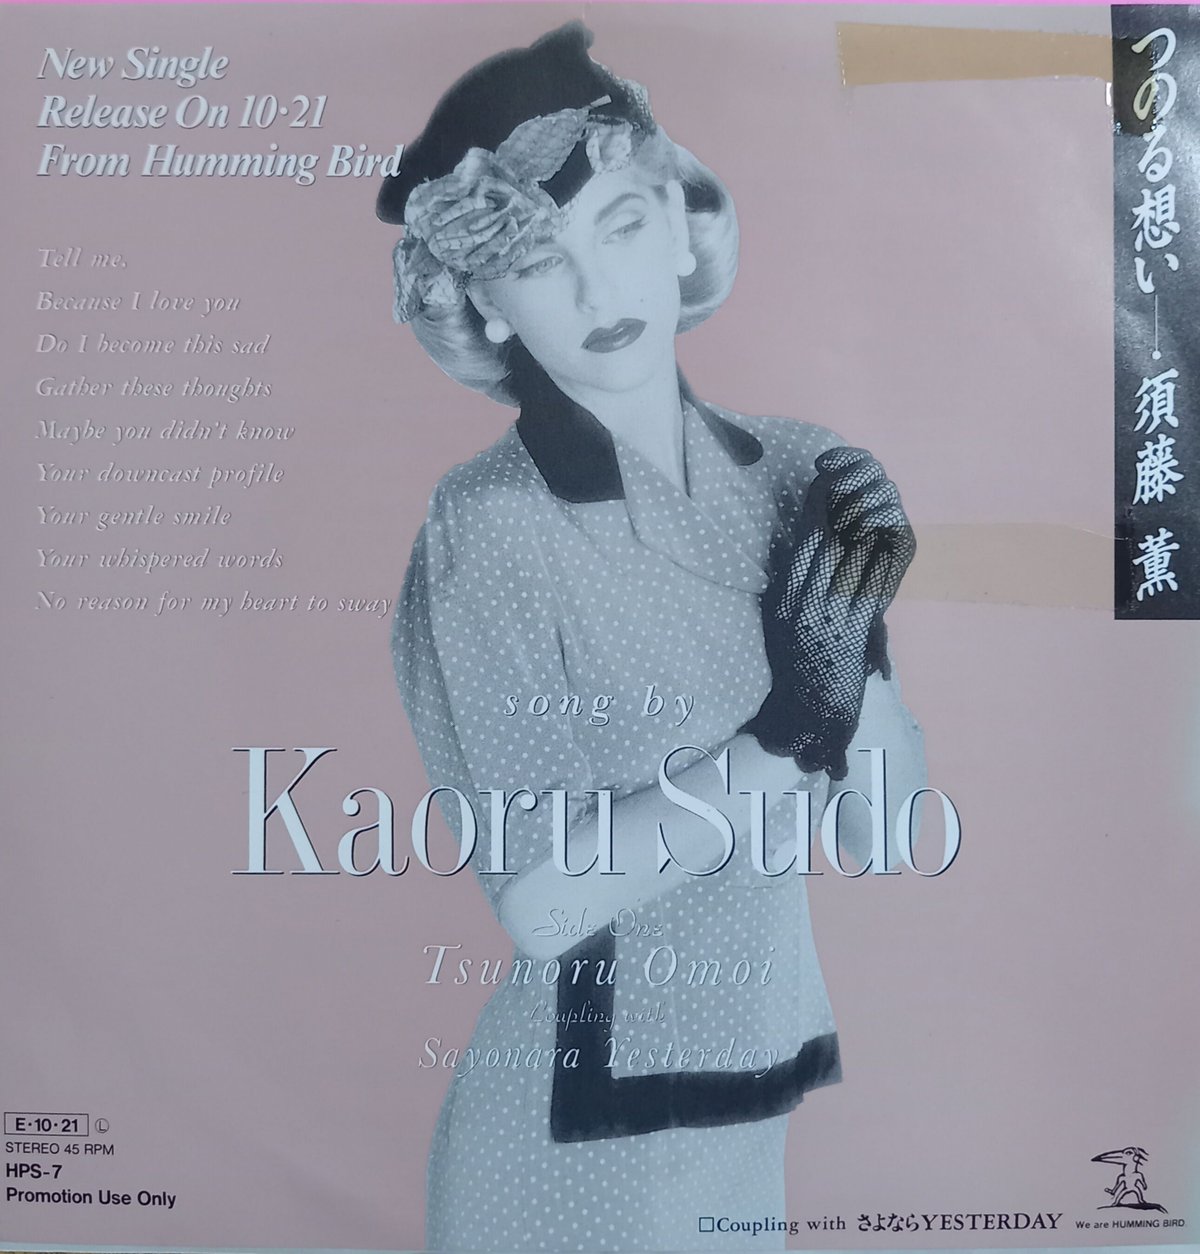 New Single
Release On 10·21
From Humming Bird
Tell me.
Because I love you
Do I become this sad
Gather these thoughts
Maybe you didn't know
Your downcast profile
Your gentle smile
Your whispered words
No reason for my heart to sway
つのる想い——・須藤 薫
song by
Kaoru Sudo
Side One
Tsunoru Omoi
Coupling with
Sayonara Yesterday
E·10·21 Ⓛ
STEREO 45 RPM
HPS-7
Promotion Use Only
□Coupling with さよならYESTERDAY
We are HUMMING BIRD.